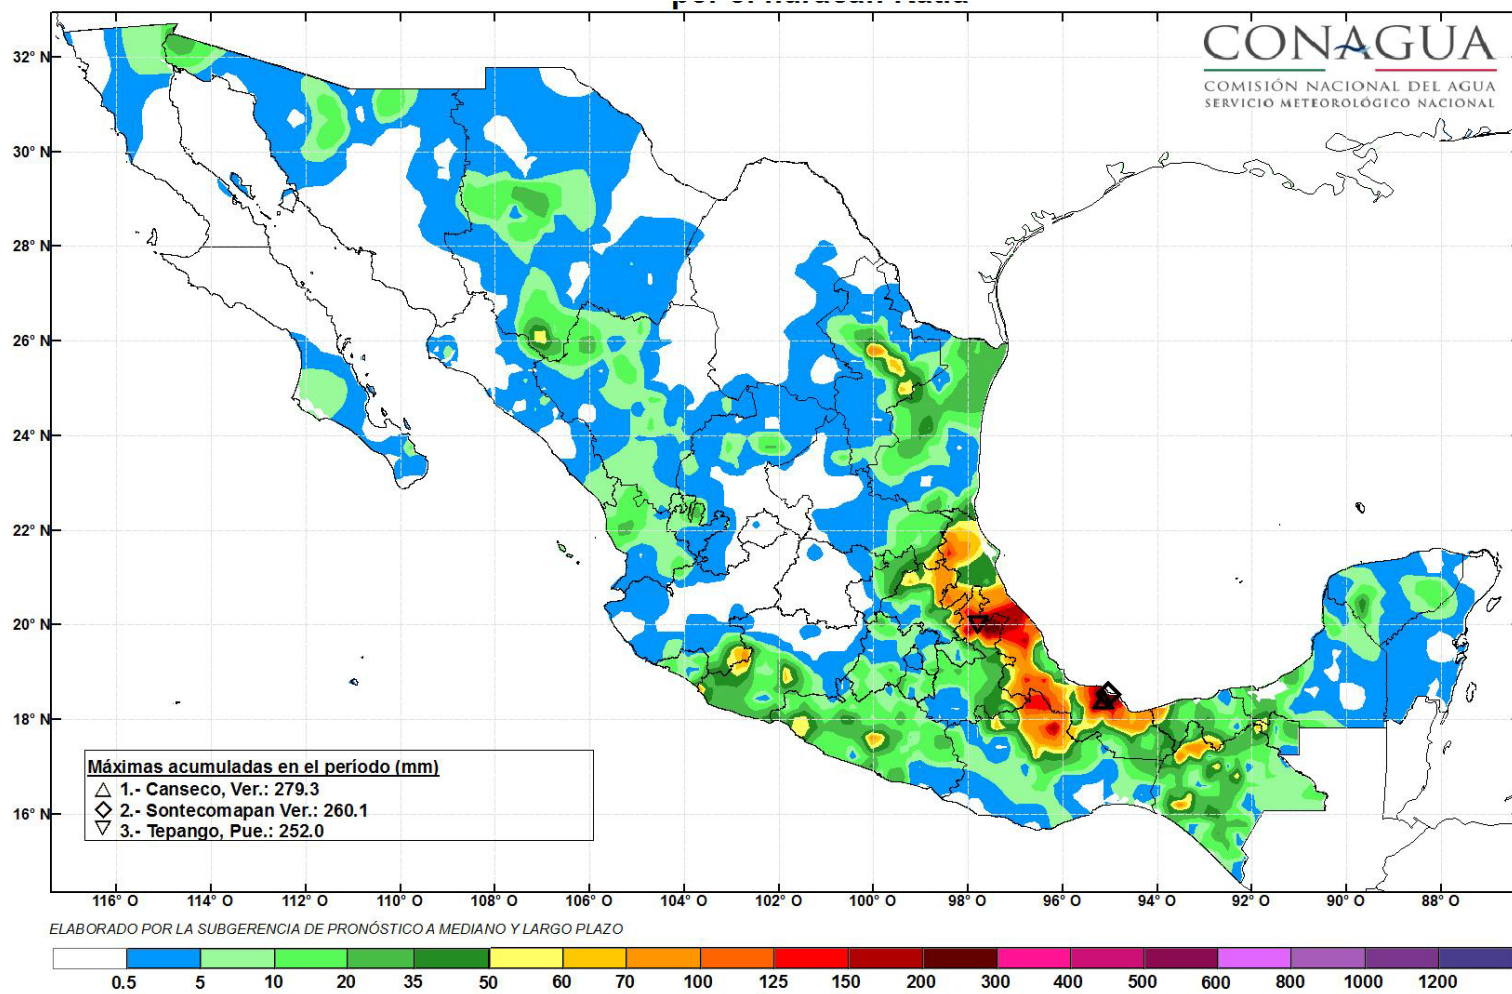 por el huracán Katia
CONAGUA
COMISIÓN NACIONAL DEL AGUA
SERVICIO METEOROLÓGICO NACIONAL
32° N
30° N
28° N
26° N
24° N
22° N
20° N
18° N
16° N
Máximas acumuladas en el período (mm)
1.- Canseco, Ver.: 279.3
2.- Sontecomapan Ver.: 260.1
3.- Tepango, Pue.: 252.0
116° O 114° O 112° O 110° O 108° O 106° O 104° O 102° O 100° O 98° O 96° O 94° O 92° O 90° O 88° O
ELABORADO POR LA SUBGERENCIA DE PRONÓSTICO A MEDIANO Y LARGO PLAZO
0.5 5 10 20 35 50 60 70 100 125 150 200 300 400 500 600 800 1000 1200